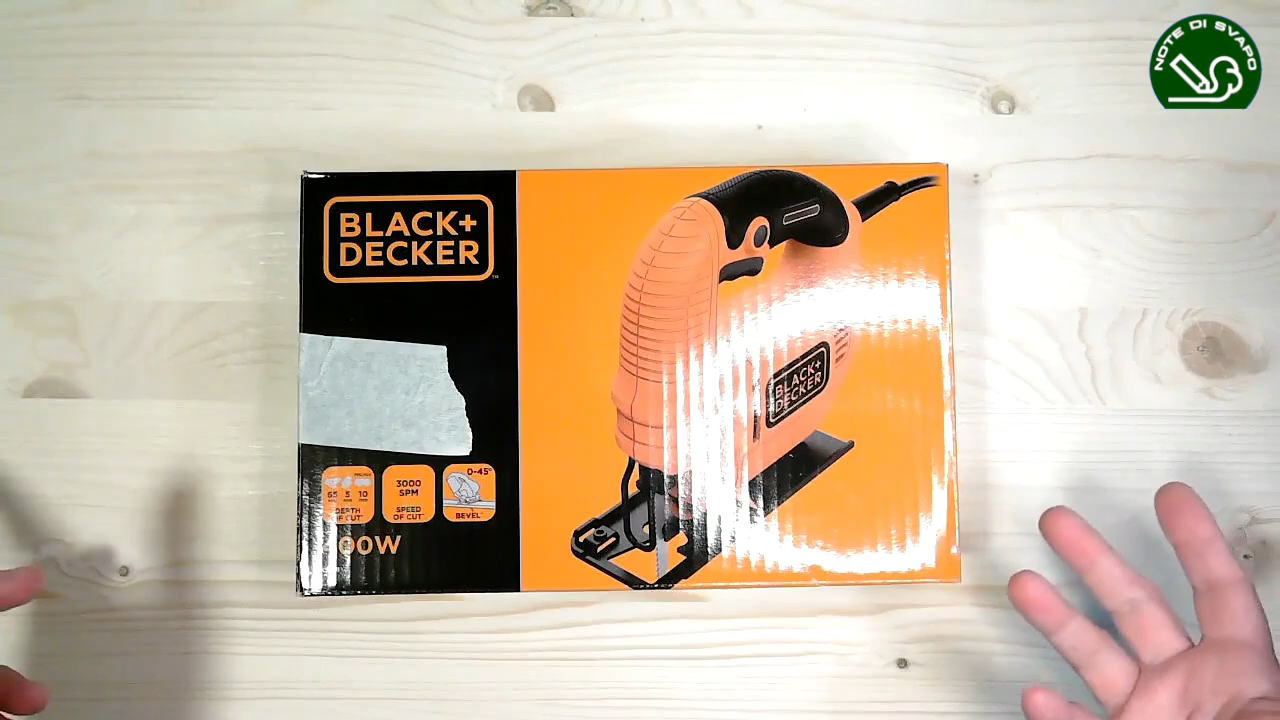 NOTE DI SVAPO
BLACK+
DECKER
TM
BLACK+
DECKER
65 5 10
DEPTH
OF CUT
3000
SPM
SPEED
OF CUT
0-45°
BEVEL